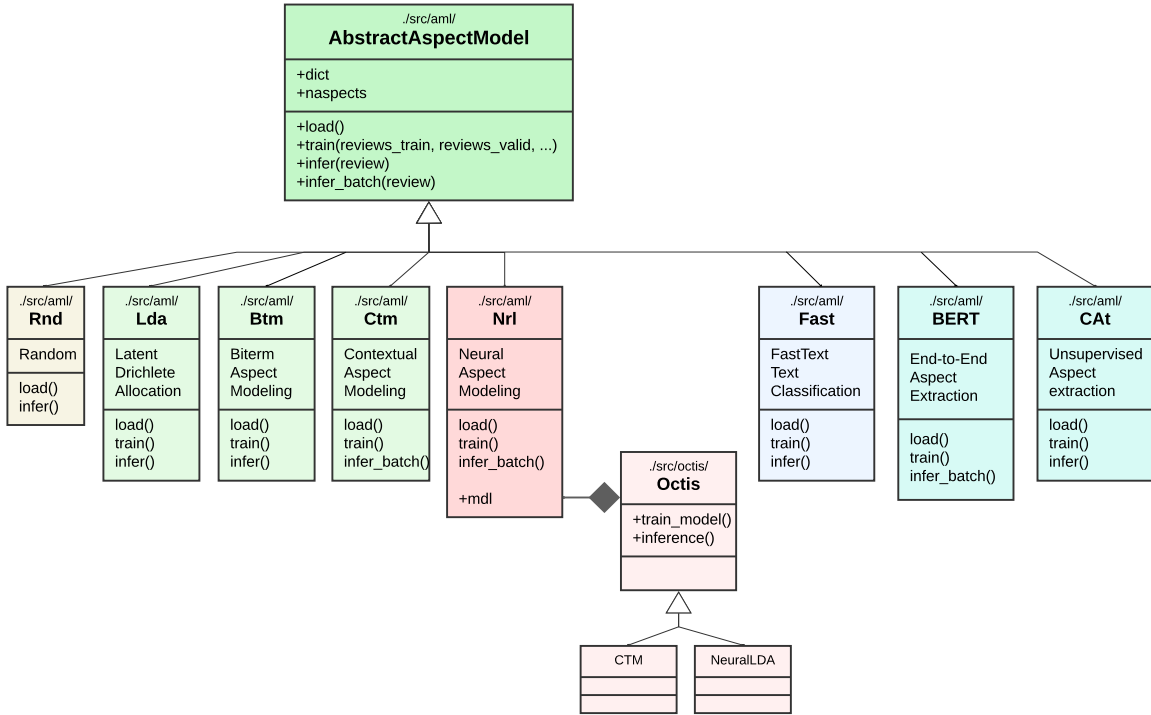 ./src/aml/
AbstractAspectModel
+dict
+naspects
+load()
+train(reviews_train, reviews_valid, ...)
+infer(review)
+infer_batch(review)
./src/aml/
Rnd
Random
load()
infer()
./src/aml/
Lda
Latent
Drichlete
Allocation
load()
train()
infer()
./src/aml/
Btm
Biterm
Aspect
Modeling
load()
train()
infer()
./src/aml/
Ctm
Contextual
Aspect
Modeling
load()
train()
infer_batch()
./src/aml/
Nrl
Neural
Aspect
Modeling
load()
train()
infer_batch()
+mdl
./src/octis/
Octis
+train_model()
+inference()
CTM
NeuralLDA
./src/aml/
Fast
FastText
Text
Classification
load()
train()
infer()
./src/aml/
BERT
End-to-End
Aspect
Extraction
load()
train()
infer_batch()
./src/aml/
CAt
Unsupervised
Aspect
extraction
load()
train()
infer()